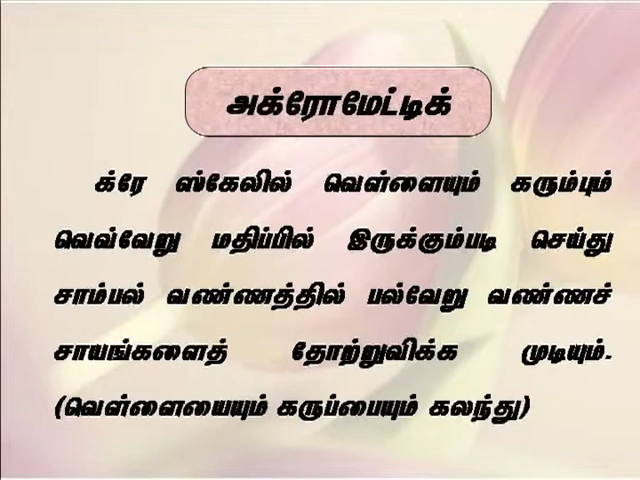 அக்ரோமேட்டிக்
க்ரே ஸ்கேலில் வெள்ளையும் கரும்பும்
வெவ்வேறு மதிப்பில் இருக்கும்படி செய்து
சாம்பல் வண்ணத்தில் பல்வேறு வண்ணச்
சாயங்களைத் தோற்றுவிக்க முடியும்.
(வெள்ளையையும் கருப்பையும் கலந்து)